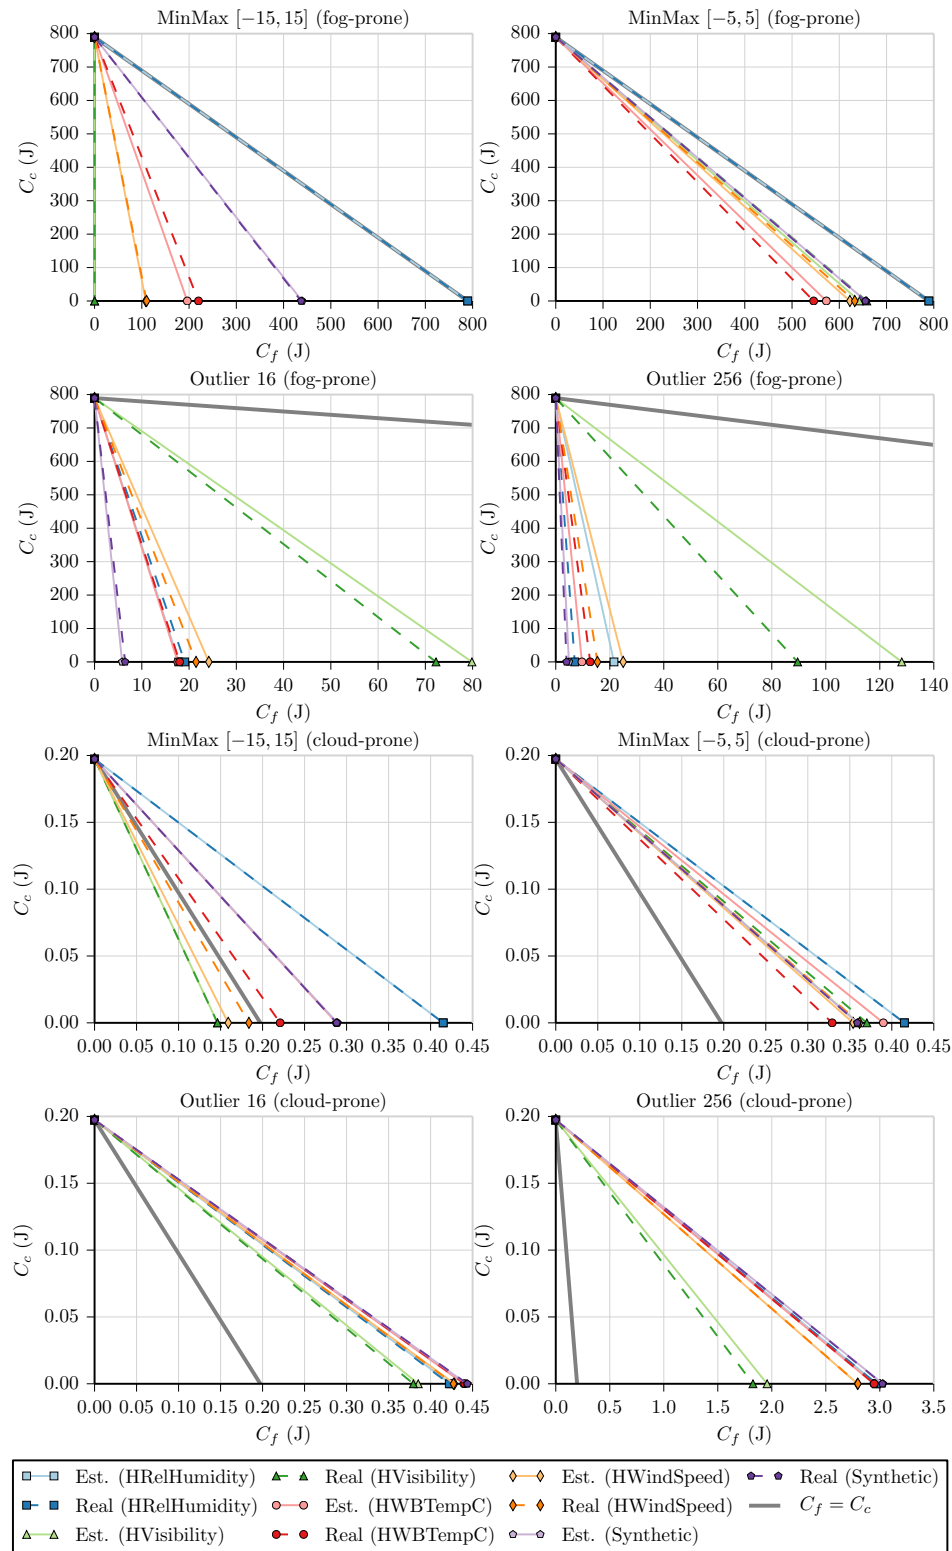 MinMax [−15, 15] (fog-prone)
800
700
600
500
400
300
200
100
0
C_c (J)
0 100 200 300 400 500 600 700 800
C_f (J)
MinMax [−5, 5] (fog-prone)
800
700
600
500
400
300
200
100
0
C_c (J)
0 100 200 300 400 500 600 700 800
C_f (J)
Outlier 16 (fog-prone)
800
700
600
500
400
300
200
100
0
C_c (J)
0 10 20 30 40 50 60 70 80
C_f (J)
Outlier 256 (fog-prone)
800
700
600
500
400
300
200
100
0
C_c (J)
0 20 40 60 80 100 120 140
C_f (J)
MinMax [−15, 15] (cloud-prone)
0.20
0.15
0.10
0.05
0.00
C_c (J)
0.00 0.05 0.10 0.15 0.20 0.25 0.30 0.35 0.40 0.45
C_f (J)
MinMax [−5, 5] (cloud-prone)
0.20
0.15
0.10
0.05
0.00
C_c (J)
0.00 0.05 0.10 0.15 0.20 0.25 0.30 0.35 0.40 0.45
C_f (J)
Outlier 16 (cloud-prone)
0.20
0.15
0.10
0.05
0.00
C_c (J)
0.00 0.05 0.10 0.15 0.20 0.25 0.30 0.35 0.40 0.45
C_f (J)
Outlier 256 (cloud-prone)
0.20
0.15
0.10
0.05
0.00
C_c (J)
0.0 0.5 1.0 1.5 2.0 2.5 3.0 3.5
C_f (J)
Est. (HRelHumidity)
Real (HRelHumidity)
Est. (HVisibility)
Real (HVisibility)
Est. (HWBTempC)
Real (HWBTempC)
Est. (HWindSpeed)
Real (HWindSpeed)
Est. (Synthetic)
Real (Synthetic)
C_f = C_c